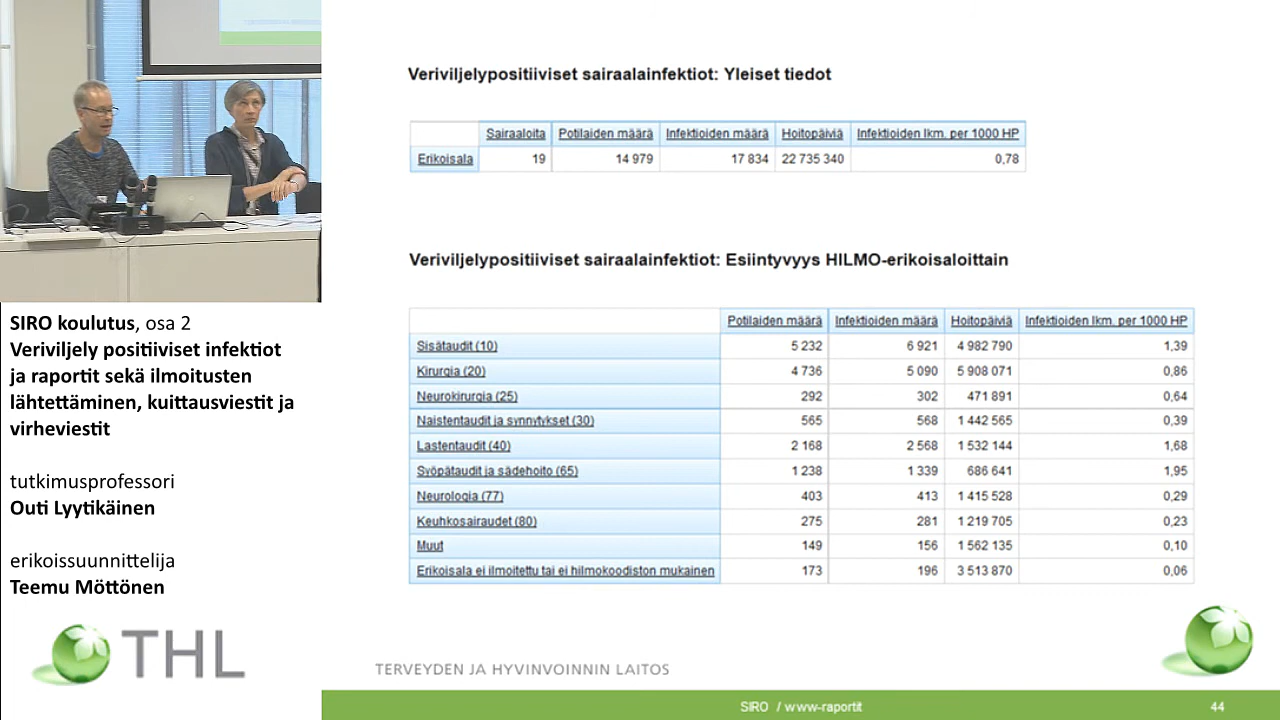 SIRO koulutus, osa 2
Veriviljely positiiviset infektiot
ja raportit sekä ilmoitusten
lähtettäminen, kuittausviestit ja
virheviestit
tutkimusprofessori
Outi Lyytikäinen
erikoissuunnittelija
Teemu Möttönen
THL
Veriviljelypositiiviset sairaalainfektiot: Yleiset tiedot
Sairaaloita Potilaiden määrä Infektioiden määrä Hoitopäiviä Infektioiden lkm. per 1000 HP
Erikoisala 19 14 979 17 834 22 735 340 0,78
Veriviljelypositiiviset sairaalainfektiot: Esiintyvyys HILMO-erikoisaloittain
Potilaiden määrä Infektioiden määrä Hoitopäiviä Infektioiden lkm. per 1000 HP
Sisätaudit (10) 5 232 6 921 4 982 790 1,39
Kirurgia (20) 4 736 5 090 5 908 071 0,86
Neurokirurgia (25) 292 302 471 891 0,64
Naistentaudit ja synnytykset (30) 565 568 1 442 565 0,39
Lastentaudit (40) 2 168 2 568 1 532 144 1,68
Syöpätaudit ja sädehoito (65) 1 238 1 339 686 641 1,95
Neurologia (77) 403 413 1 415 528 0,29
Keuhkosairaudet (80) 275 281 1 219 705 0,23
Muut 149 156 1 562 135 0,10
Erikoisala ei ilmoitettu tai ei hilmokoodiston mukainen 173 196 3 513 870 0,06
TERVEYDEN JA HYVINVOINNIN LAITOS
SIRO / www-raportit 44